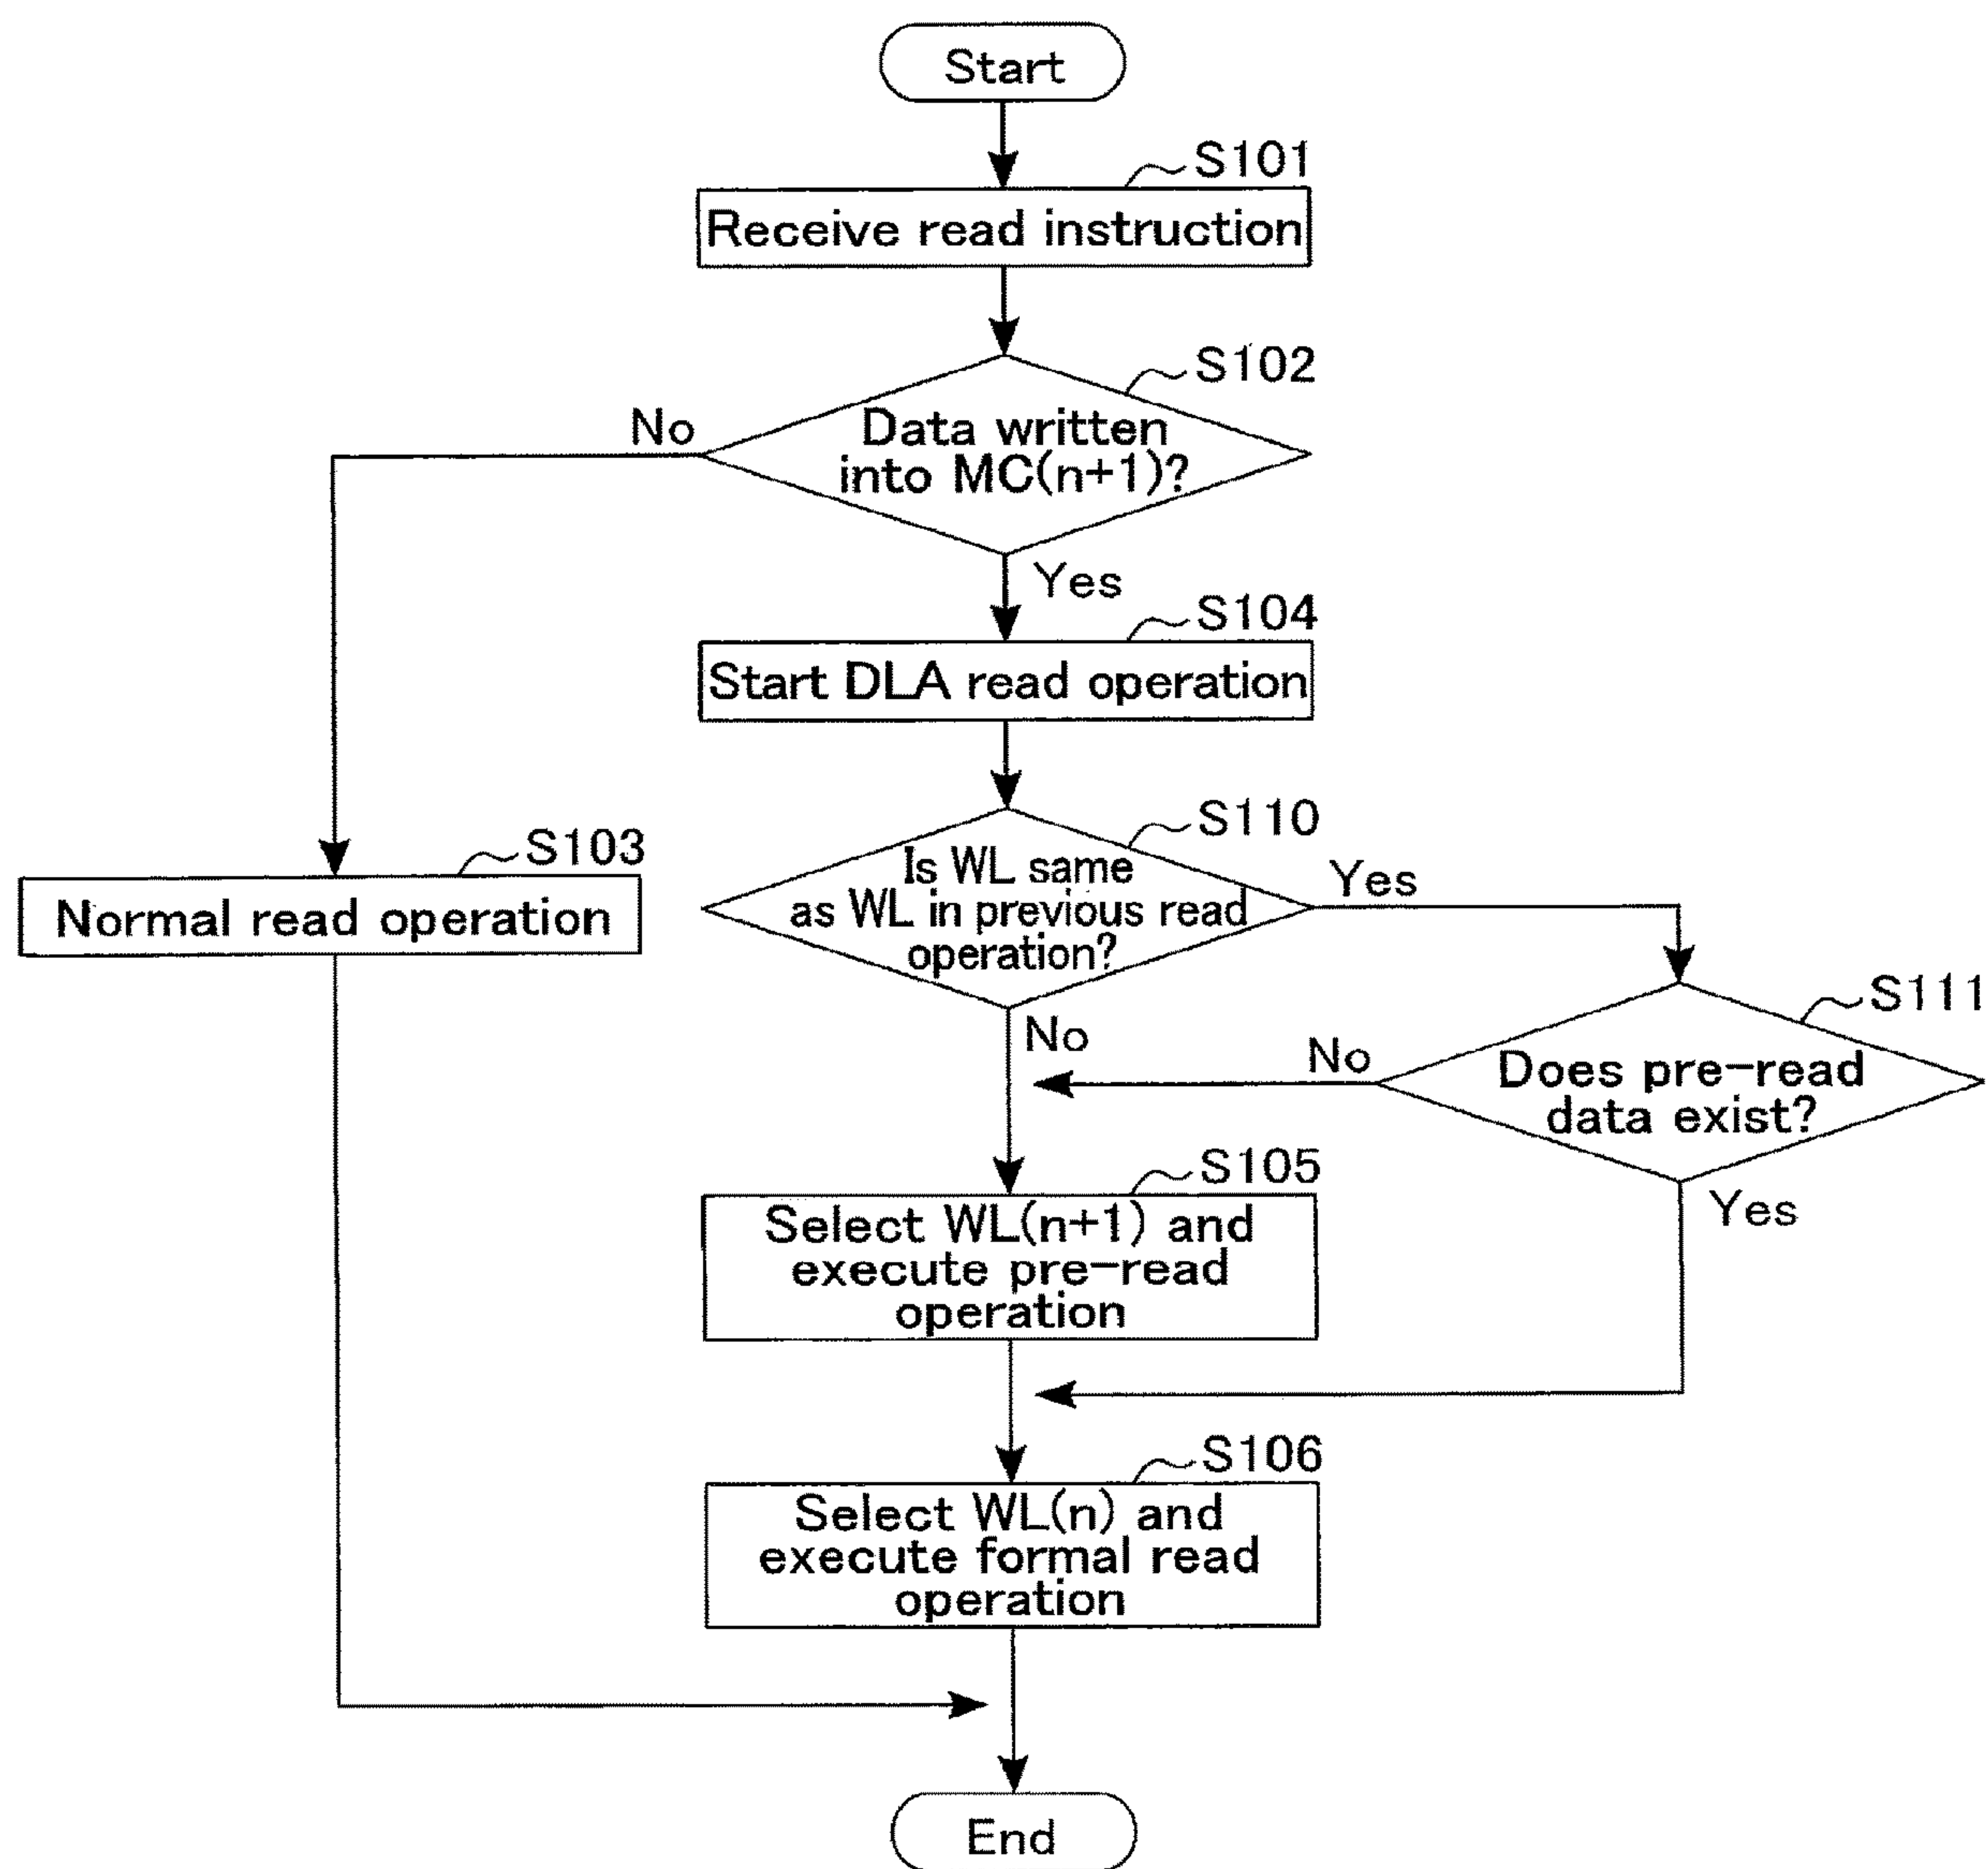 Start
S101
Receive read instruction
S102
No
Data written
into MC(n+1)?
Yes
S104
Start DLA read operation
S103
Normal read operation
S110
Is WL same
as WL in previous read
operation?
Yes
No
S111
No
Does pre-read
data exist?
Yes
S105
Select WL(n+1) and
execute pre-read
operation
S106
Select WL(n) and
execute formal read
operation
End